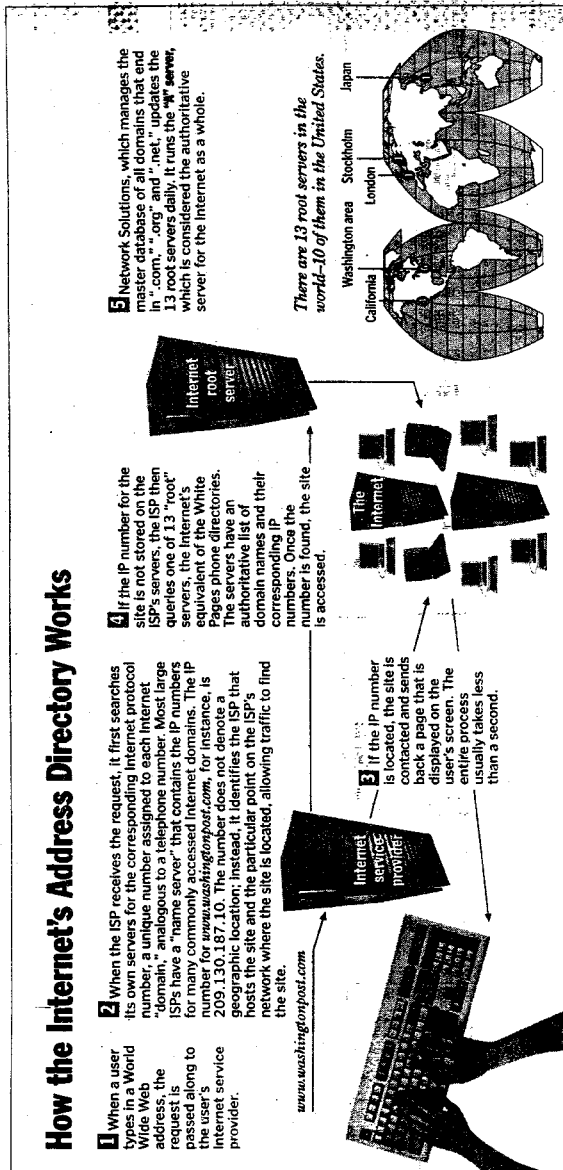 How the Internet's Address Directory Works
1 When a user
types in a World
Wide Web
address, the
request is
passed along to
the user's
Internet service
provider.
2 When the ISP receives the request, it first searches
its own servers for the corresponding Internet protocol
number, a unique number assigned to each Internet
"domain," analogous to a telephone number. Most large
ISPs have a "name server" that contains the IP numbers
for many commonly accessed Internet domains. The IP
number for www.washingtonpost.com, for instance, is
209.130.187.10. The number does not denote a
geographic location; instead, it identifies the ISP that
hosts the site and the particular point on the ISP's
network where the site is located, allowing traffic to find
the site.
4 If the IP number for the
site is not stored on the
ISP's servers, the ISP then
queries one of 13 "root"
servers, the Internet's
equivalent of the White
Pages phone directories.
The servers have an
authoritative list of
domain names and their
corresponding IP
numbers. Once the
number is found, the site
is accessed.
5 Network Solutions, which manages the
master database of all domains that end
in ".com," ".org" and ".net," updates the
13 root servers daily. It runs the "A" server,
which is considered the authoritative
server for the Internet as a whole.
www.washingtonpost.com
Internet
service
provider
3 If the IP number
is located, the site is
contacted and sends
back a page that is
displayed on the
user's screen. The
entire process
usually takes less
than a second.
Internet
root
server
The
Internet
There are 13 root servers in the
world–10 of them in the United States.
Washington area
California
Stockholm
London
Japan